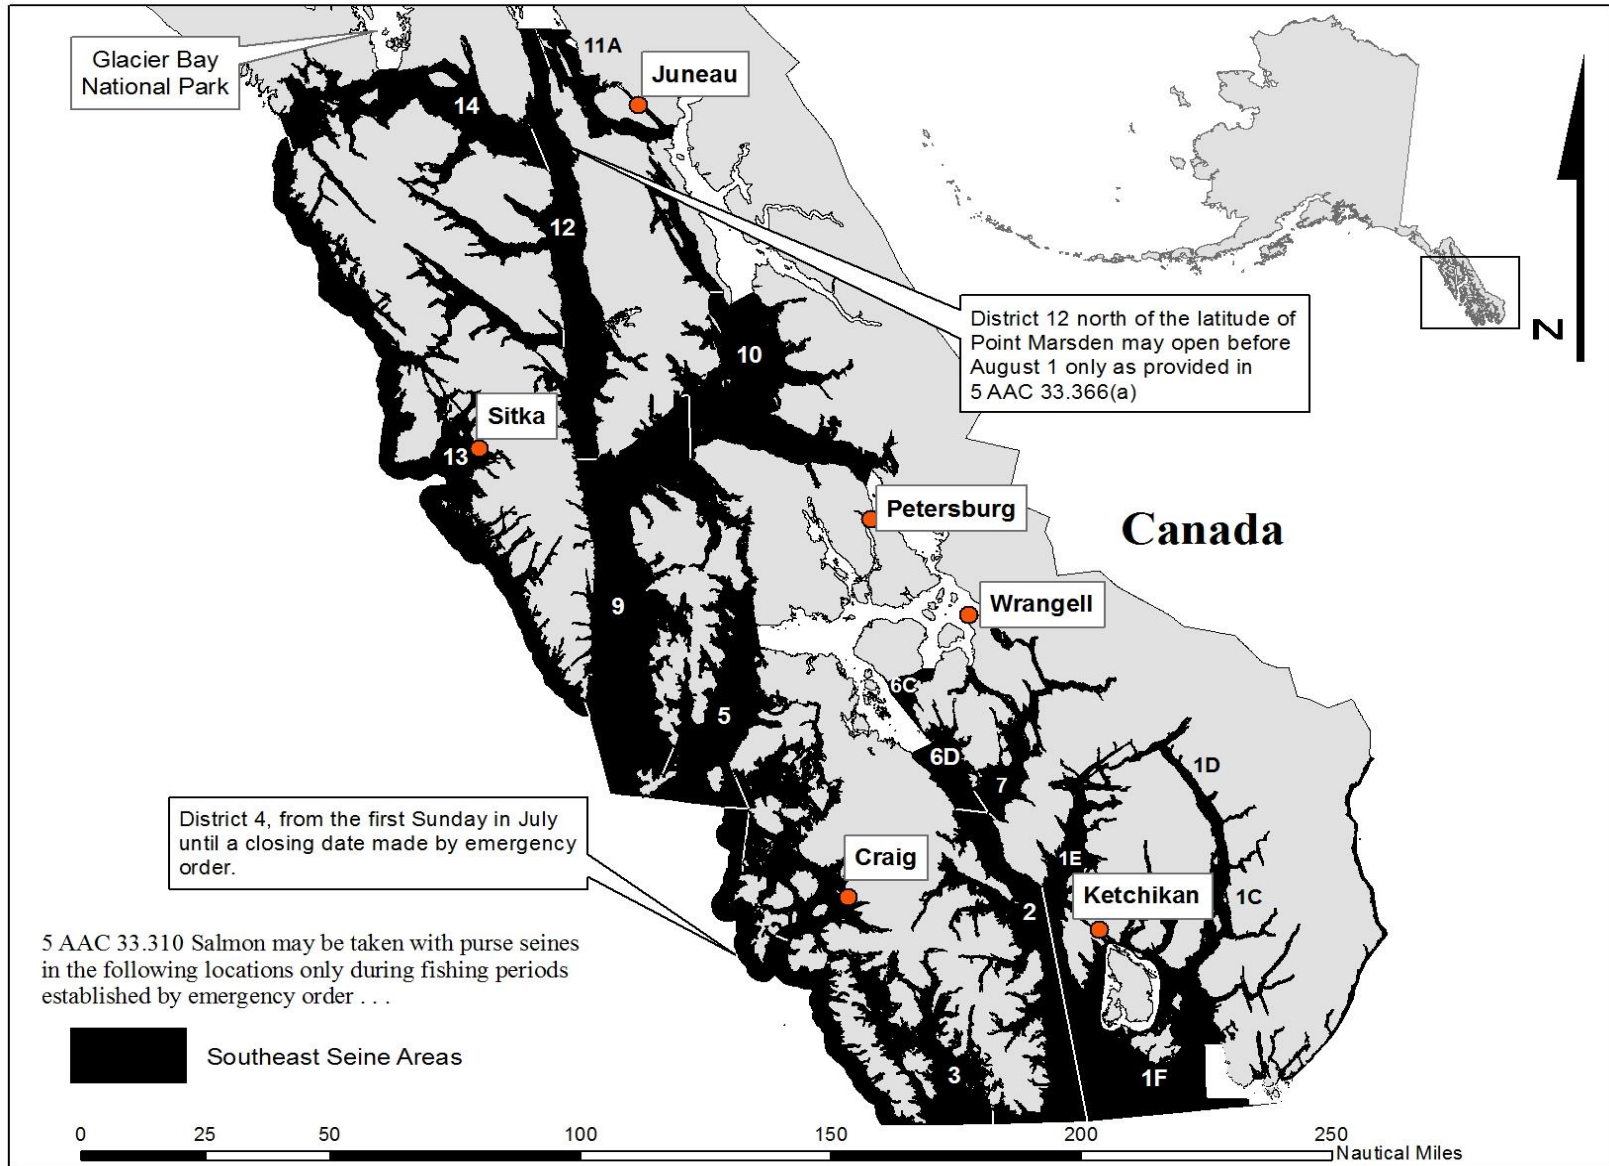 Glacier Bay
National Park
11A
Juneau
14
12
District 12 north of the latitude of
Point Marsden may open before
August 1 only as provided in
5 AAC 33.366(a)
N
10
Sitka
13
Petersburg
Canada
9
Wrangell
5
6C
6D
7
1D
District 4, from the first Sunday in July
until a closing date made by emergency
order.
Craig
1E
Ketchikan
1C
2
5 AAC 33.310 Salmon may be taken with purse seines
in the following locations only during fishing periods
established by emergency order . . .
Southeast Seine Areas
3
1F
0 25 50 100 150 200 250
Nautical Miles